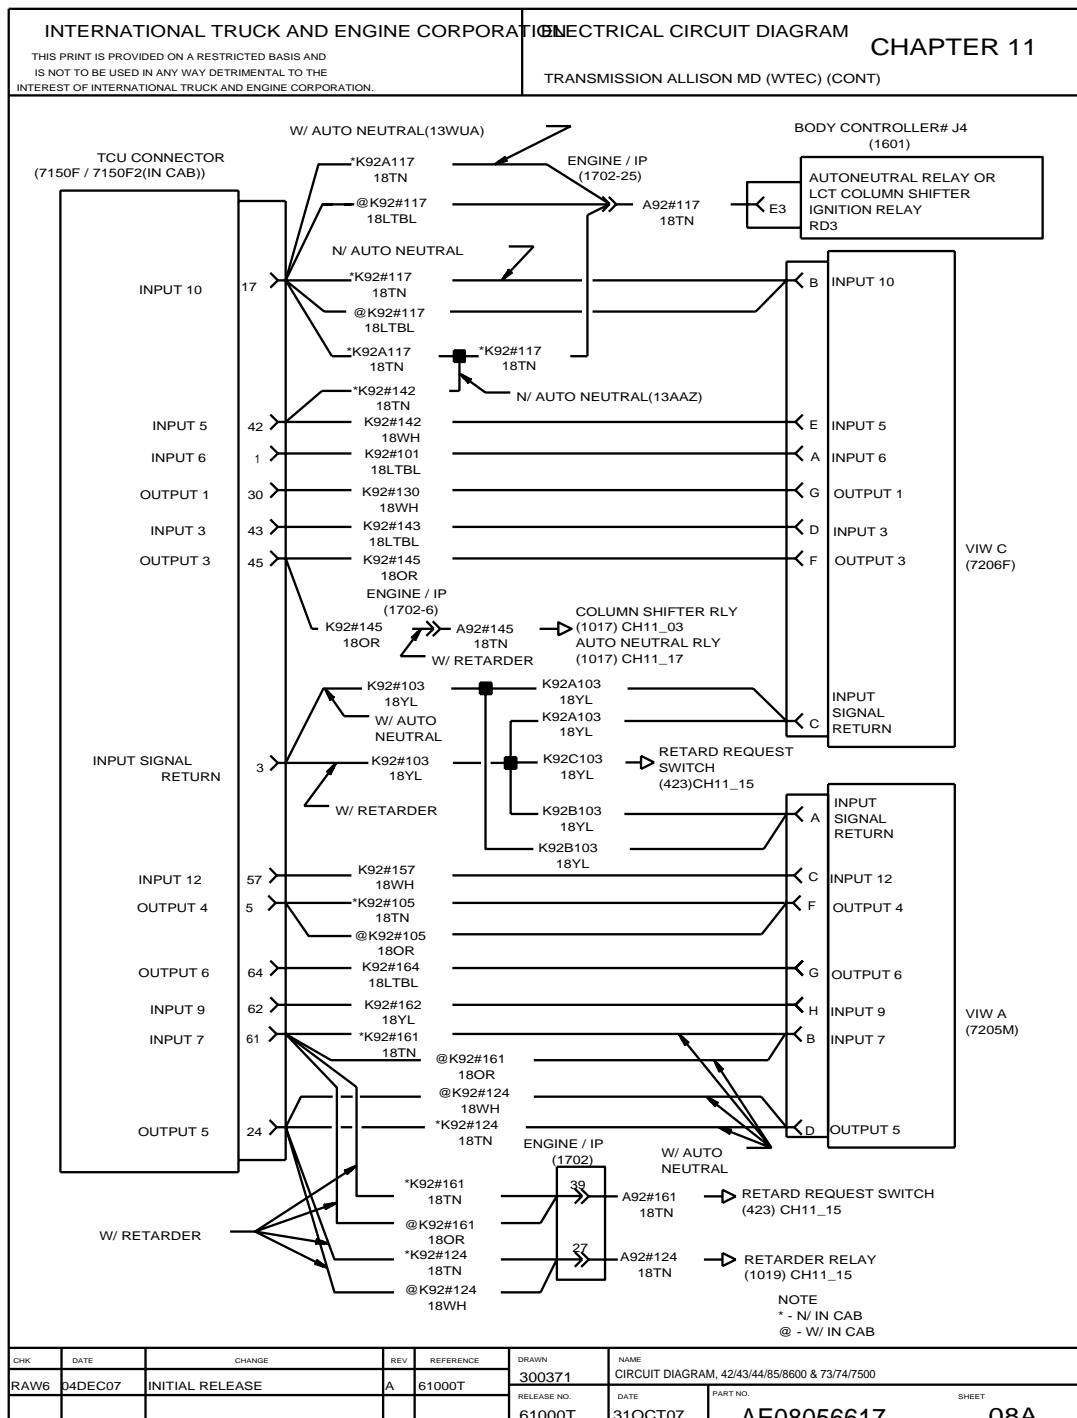 INTERNATIONAL TRUCK AND ENGINE CORPORATION
THIS PRINT IS PROVIDED ON A RESTRICTED BASIS AND
IS NOT TO BE USED IN ANY WAY DETRIMENTAL TO THE
INTEREST OF INTERNATIONAL TRUCK AND ENGINE CORPORATION.
ELECTRICAL CIRCUIT DIAGRAM
CHAPTER 11
TRANSMISSION ALLISON MD (WTEC) (CONT)
W/ AUTO NEUTRAL(13WUA)
BODY CONTROLLER# J4
(1601)
TCU CONNECTOR
(7150F / 7150F2(IN CAB))
*K92A117
18TN
ENGINE / IP
(1702-25)
AUTONEUTRAL RELAY OR
LCT COLUMN SHIFTER
IGNITION RELAY
RD3
@K92#117
18LTBL
A92#117
18TN
E3
N/ AUTO NEUTRAL
INPUT 10
17
*K92#117
18TN
B
INPUT 10
@K92#117
18LTBL
*K92A117
18TN
*K92#117
18TN
*K92#142
18TN
N/ AUTO NEUTRAL(13AAZ)
INPUT 5
42
K92#142
18WH
E
INPUT 5
INPUT 6
1
K92#101
18LTBL
A
INPUT 6
OUTPUT 1
30
K92#130
18WH
G
OUTPUT 1
INPUT 3
43
K92#143
18LTBL
D
INPUT 3
OUTPUT 3
45
K92#145
18OR
F
OUTPUT 3
VIW C
(7206F)
ENGINE / IP
(1702-6)
K92#145
18OR
A92#145
18TN
COLUMN SHIFTER RLY
(1017) CH11_03
AUTO NEUTRAL RLY
(1017) CH11_17
W/ RETARDER
K92#103
18YL
K92A103
18YL
W/ AUTO
NEUTRAL
K92A103
18YL
C
INPUT
SIGNAL
RETURN
INPUT SIGNAL
RETURN
3
K92#103
18YL
K92C103
18YL
RETARD REQUEST
SWITCH
(423)CH11_15
W/ RETARDER
K92B103
18YL
A
INPUT
SIGNAL
RETURN
K92B103
18YL
INPUT 12
57
K92#157
18WH
C
INPUT 12
OUTPUT 4
5
*K92#105
18TN
F
OUTPUT 4
@K92#105
18OR
OUTPUT 6
64
K92#164
18LTBL
G
OUTPUT 6
INPUT 9
62
K92#162
18YL
H
INPUT 9
VIW A
(7205M)
INPUT 7
61
*K92#161
18TN
B
INPUT 7
@K92#161
18OR
@K92#124
18WH
OUTPUT 5
24
*K92#124
18TN
D
OUTPUT 5
ENGINE / IP
(1702)
W/ AUTO
NEUTRAL
*K92#161
18TN
39
A92#161
18TN
RETARD REQUEST SWITCH
(423) CH11_15
@K92#161
18OR
W/ RETARDER
*K92#124
18TN
27
A92#124
18TN
RETARDER RELAY
(1019) CH11_15
@K92#124
18WH
NOTE
* - N/ IN CAB
@ - W/ IN CAB
CHK DATE CHANGE REV REFERENCE
RAW6 04DEC07 INITIAL RELEASE A 61000T
DRAWN
300371
NAME
CIRCUIT DIAGRAM, 42/43/44/85/8600 & 73/74/7500
RELEASE NO.
61000T
DATE
31OCT07
PART NO.
AE08056617
SHEET
08A